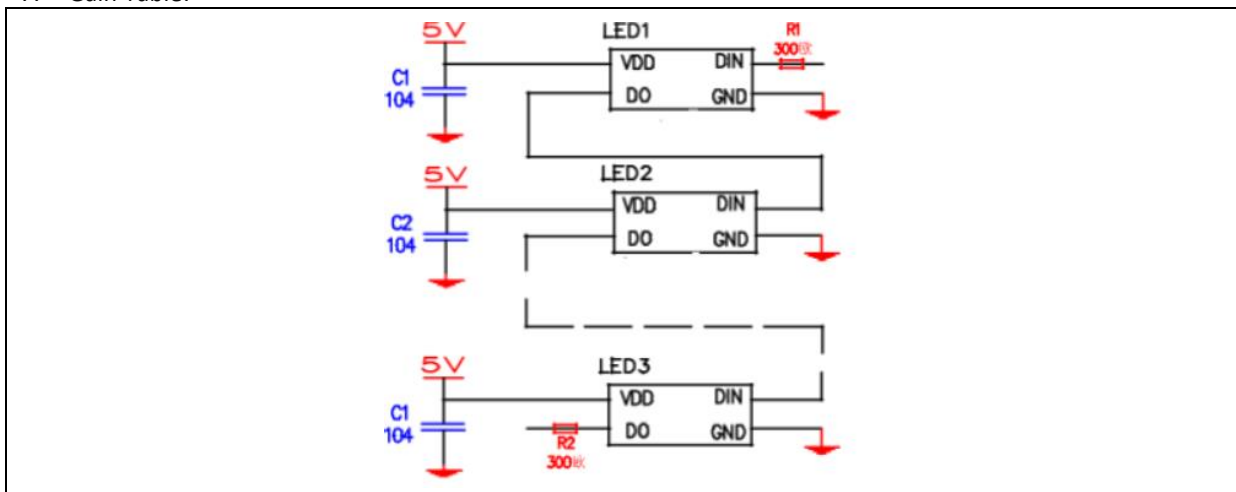 5V
LED1
R1
300欧
VDD
DIN
C1
104
DO
GND
5V
LED2
VDD
DIN
C2
104
DO
GND
5V
LED3
VDD
DIN
C1
104
DO
GND
R2
300欧